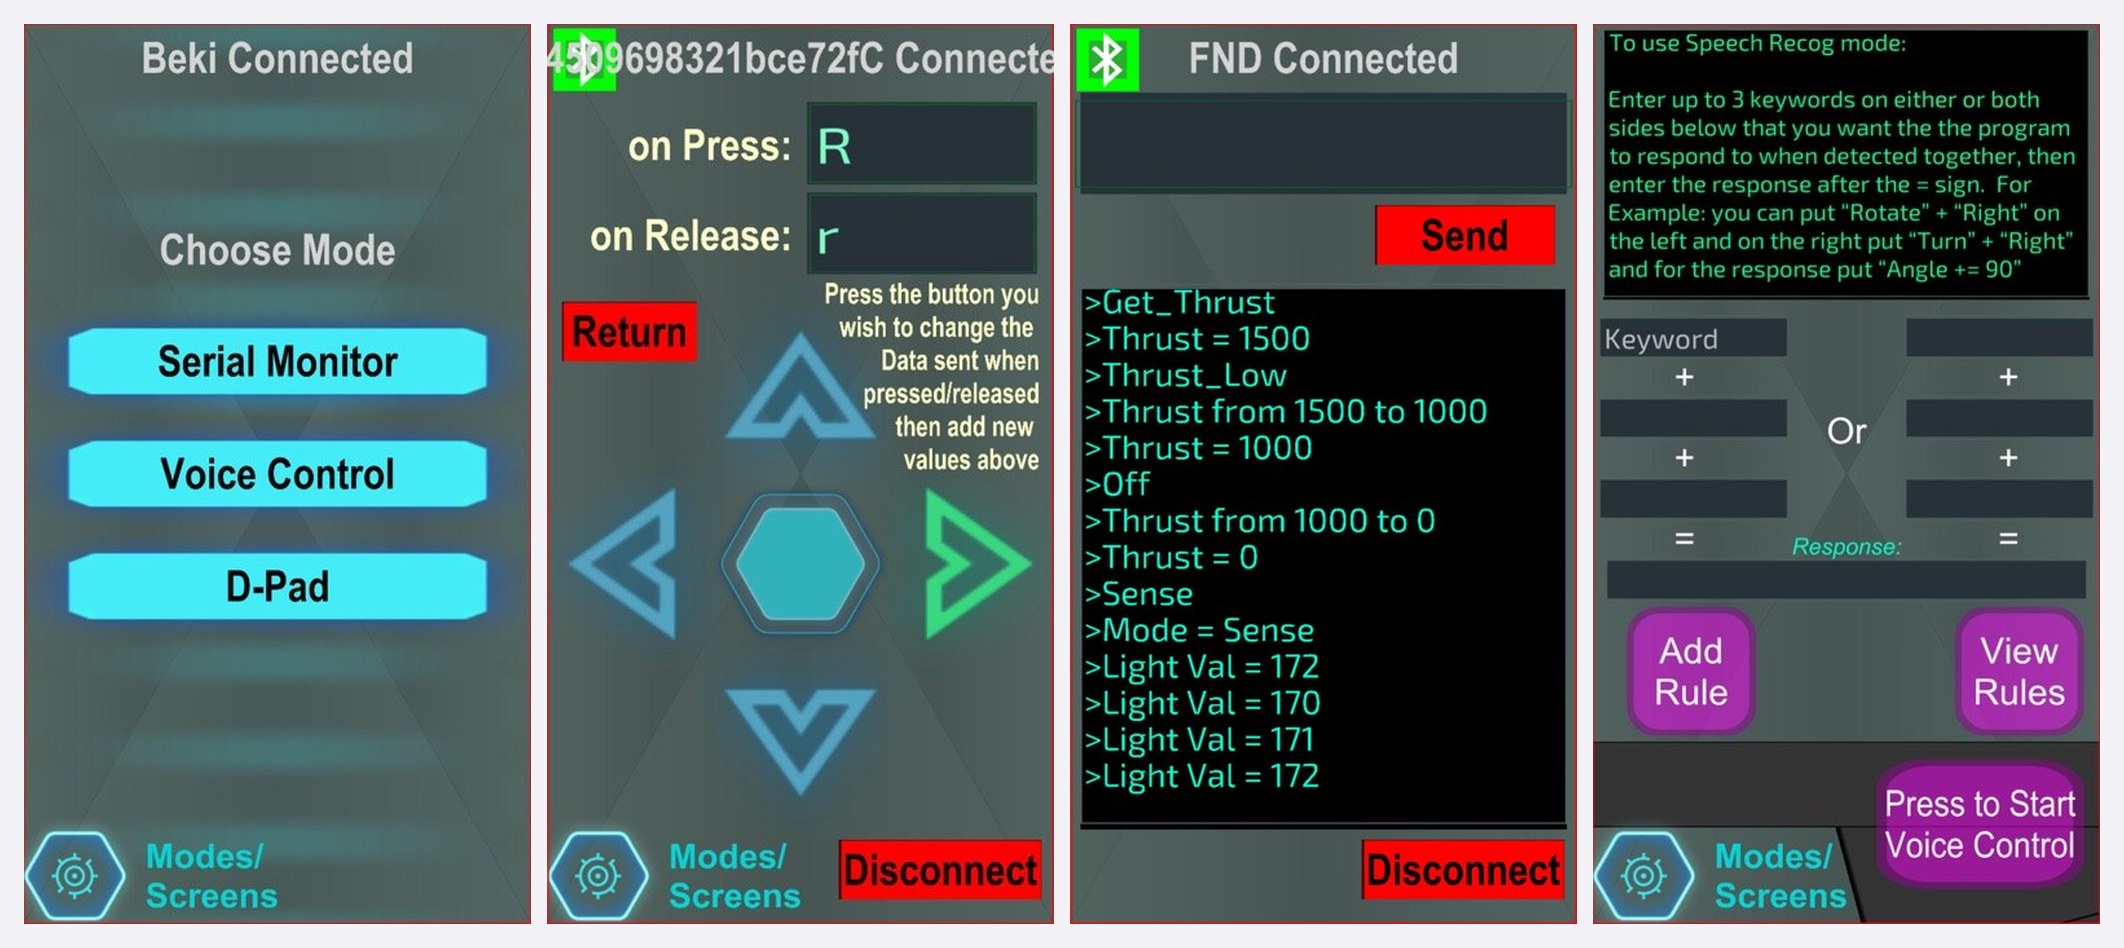 Beki Connected
Choose Mode
Serial Monitor
Voice Control
D-Pad
Modes/
Screens
4509698321bce72fC Connecte
on Press:
R
on Release:
r
Press the button you
wish to change the
Data sent when
pressed/released
then add new
values above
Return
Modes/
Screens
Disconnect
FND Connected
Send
>Get_Thrust
>Thrust = 1500
>Thrust_Low
>Thrust from 1500 to 1000
>Thrust = 1000
>Off
>Thrust from 1000 to 0
>Thrust = 0
>Sense
>Mode = Sense
>Light Val = 172
>Light Val = 170
>Light Val = 171
>Light Val = 172
Disconnect
To use Speech Recog mode:
Enter up to 3 keywords on either or both
sides below that you want the the program
to respond to when detected together, then
enter the response after the = sign.  For
Example: you can put “Rotate” + “Right” on
the left and on the right put “Turn” + “Right”
and for the response put “Angle += 90”
Keyword
+
+
Or
+
+
=
Response:
=
Add
Rule
View
Rules
Press to Start
Voice Control
Modes/
Screens